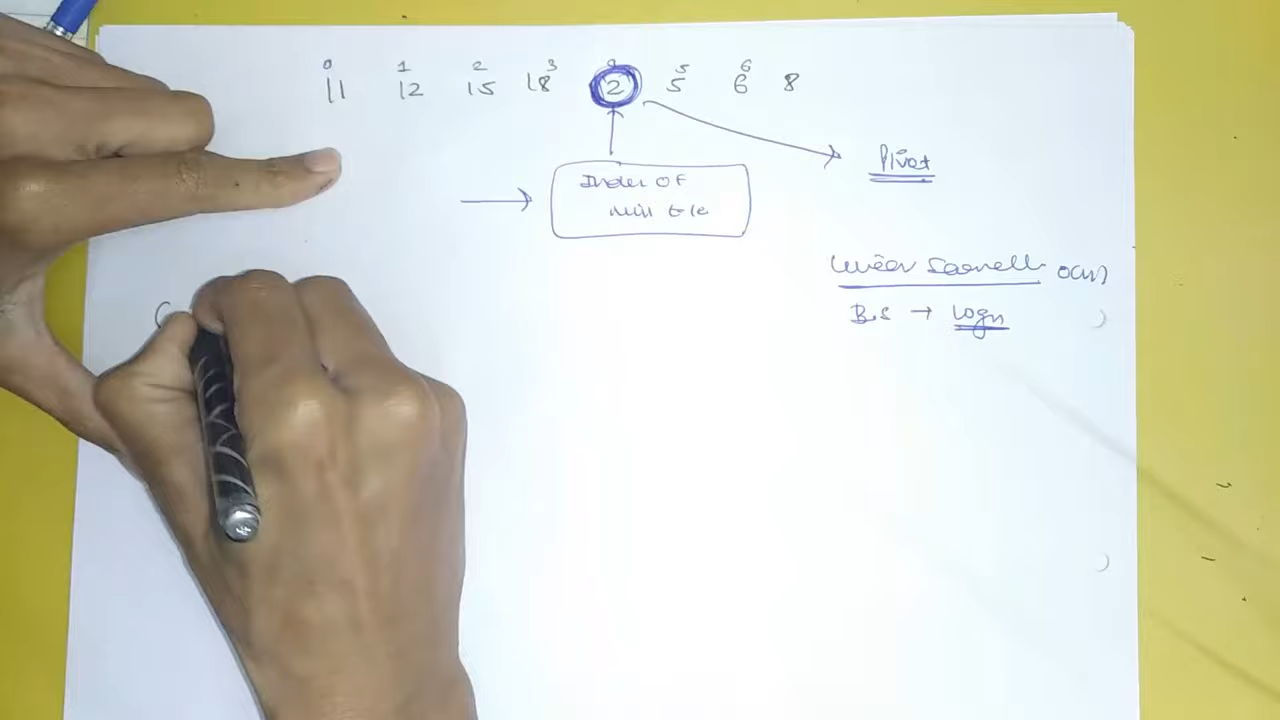 0 1 2 3 4 5 6
11 12 15 18 2 5 6 8
Pivot
Index OF
min ele
Linear Search O(n)
B.S → logn